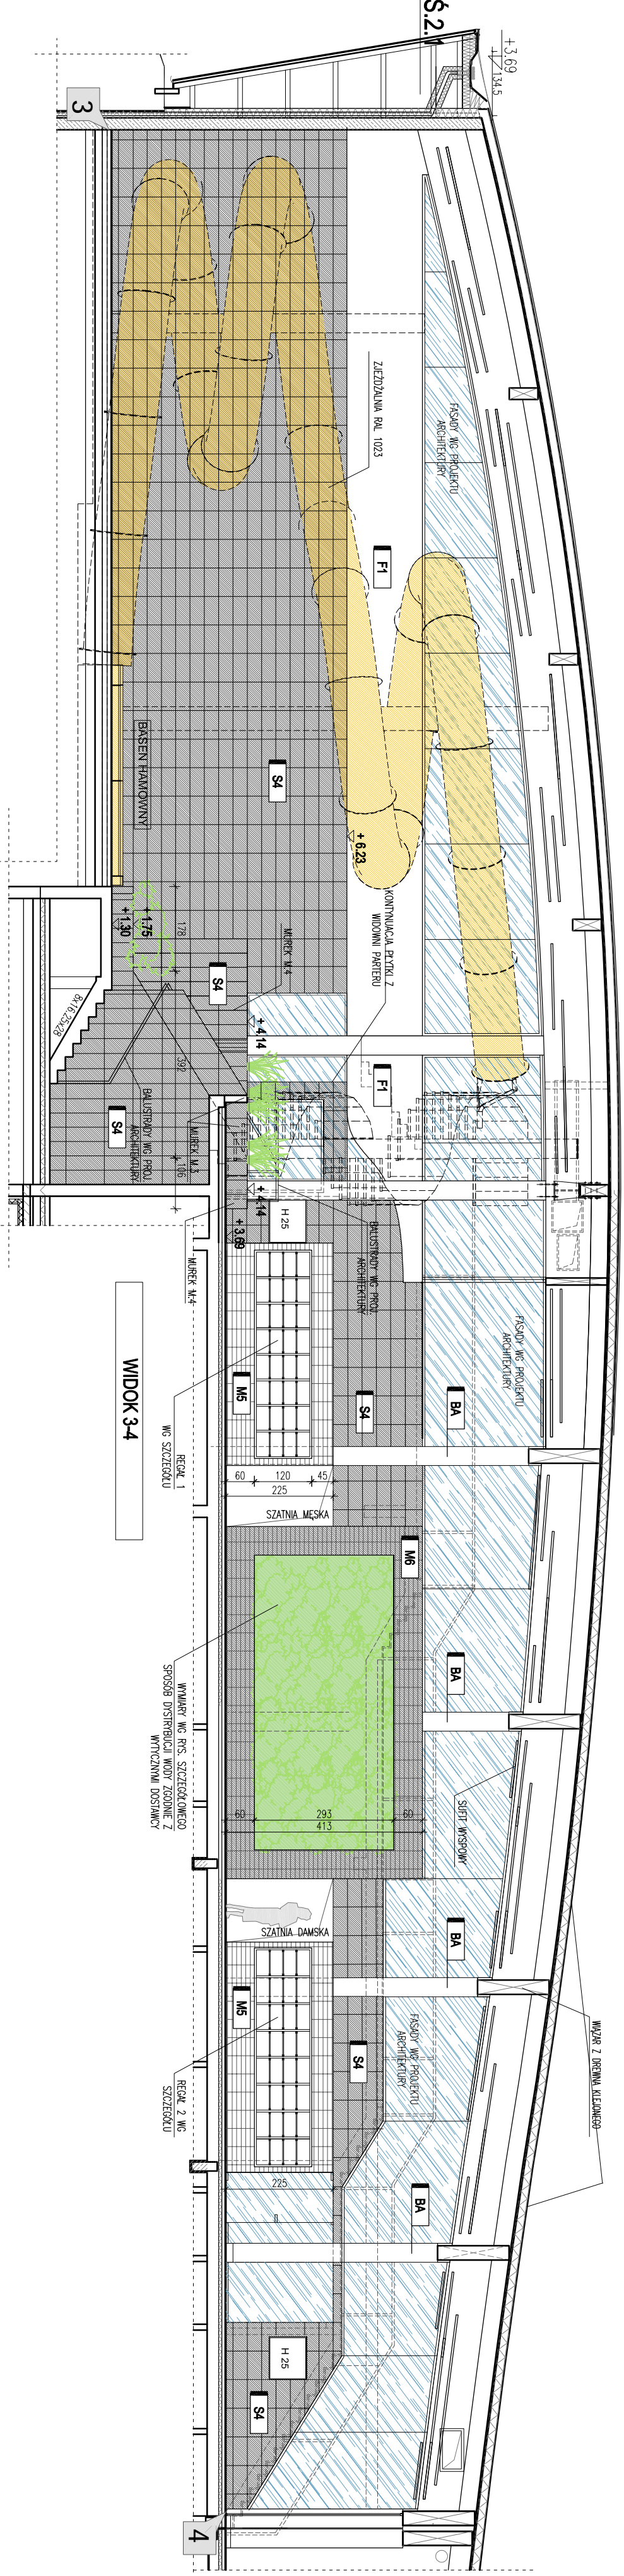 Ś.2.1
+3.69
134.5
3
ZJEŻDŻALNIA RAL 1023
FASADY WG PROJEKTU
ARCHITEKTURY
F1
BASEN HAMOWNY
S4
+ 6.23
KONTYNUACJA PŁYTKI Z
WIDOWNI PARTERU
MUREK M.4
S4
+1.75
+1.30
178
8x16.25x28
392
+ 4.14
F1
BALUSTRADY WG PROJ.
ARCHITEKTURY
S4
MUREK M.3
106
+ 4.14
+ 3.69
H 25
BALUSTRADY WG PROJ.
ARCHITEKTURY
MUREK M.4
FASADY WG PROJEKTU
ARCHITEKTURY
WIDOK 3-4
M5
S4
BA
REGAŁ 1
WG SZCZEGÓŁU
60
120
45
225
SZATNIA MĘSKA
M6
BA
WYMIARY WG RYS. SZCZEGÓŁOWEGO
SPOSÓB DYSTRYBUCJI WODY ZGODNIE Z
WYTYCZNYMI DOSTAWCY
60
293
60
413
SUFIT WYSPOWY
SZATNIA DAMSKA
BA
M5
S4
FASADY WG PROJEKTU
ARCHITEKTURY
WIĄZAR Z DREWNA KLEJONEGO
REGAŁ 2 WG
SZCZEGÓŁU
225
BA
H 25
S4
4